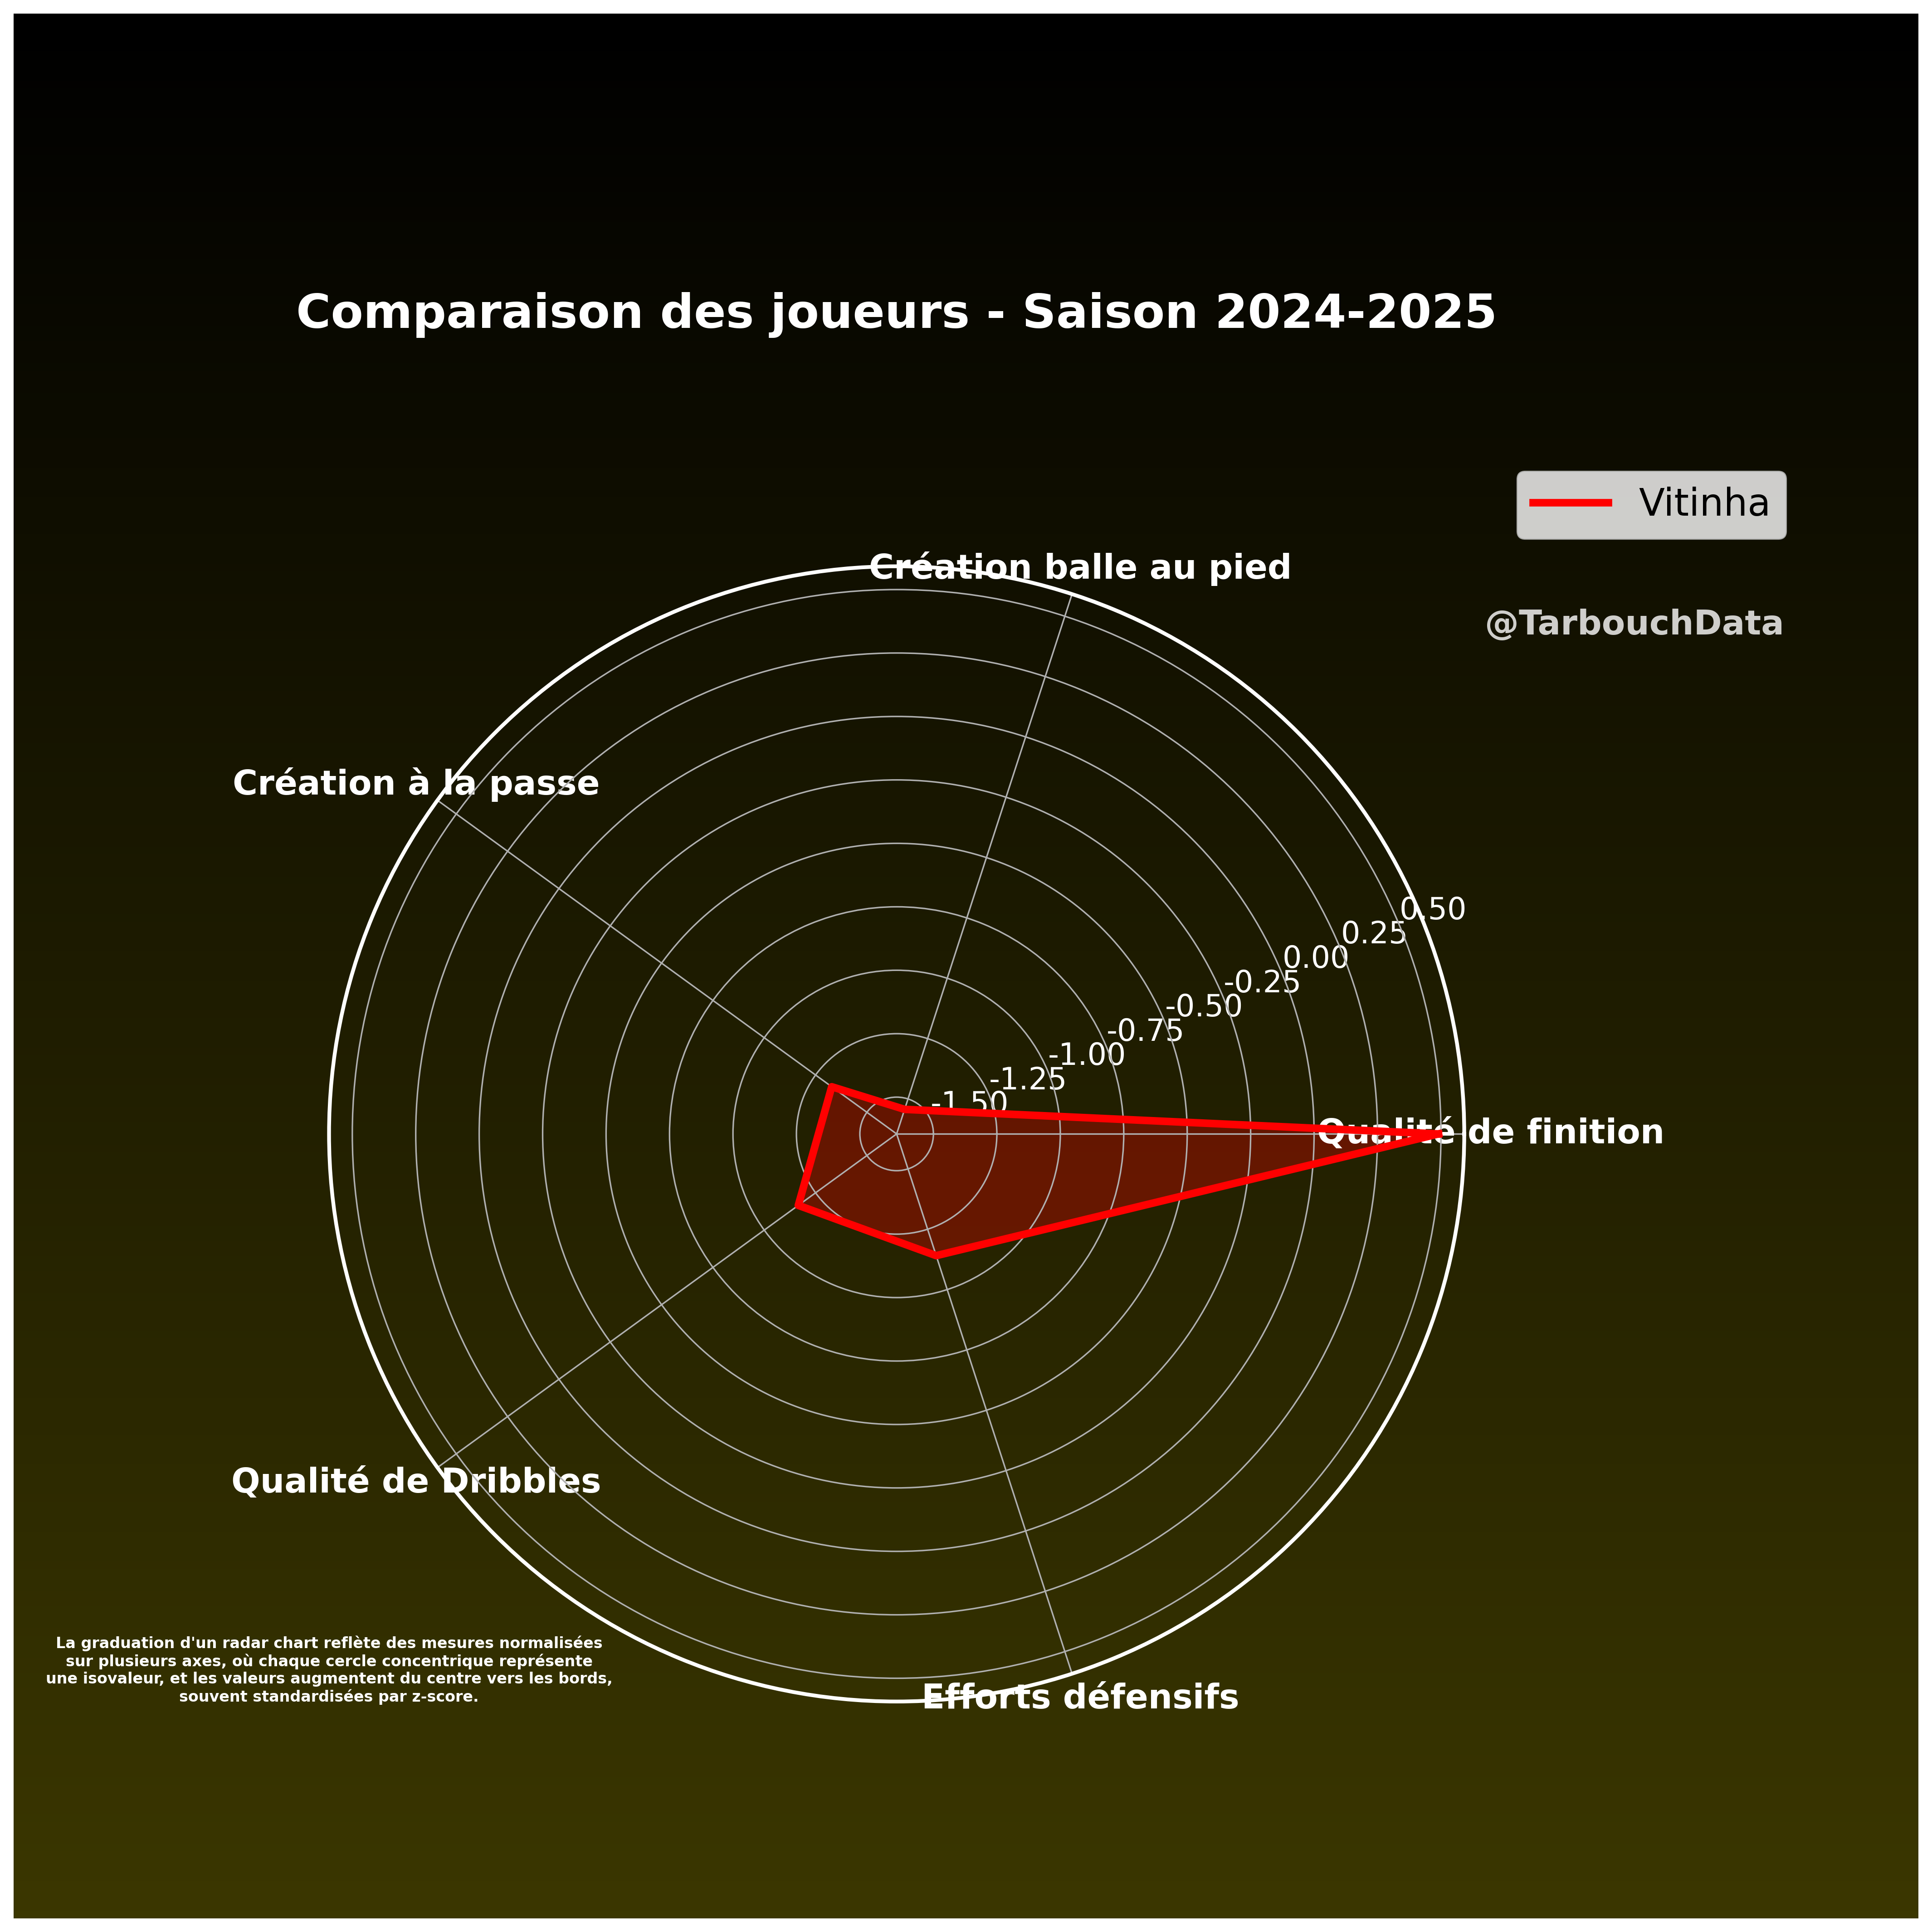 Comparaison des joueurs - Saison 2024-2025
Vitinha
@TarbouchData
Création balle au pied
Création à la passe
0.50
0.25
0.00
-0.25
-0.50
-0.75
-1.00
-1.25
-1.50
Qualité de finition
Qualité de Dribbles
Efforts défensifs
La graduation d'un radar chart reflète des mesures normalisées
sur plusieurs axes, où chaque cercle concentrique représente
une isovaleur, et les valeurs augmentent du centre vers les bords,
souvent standardisées par z-score.